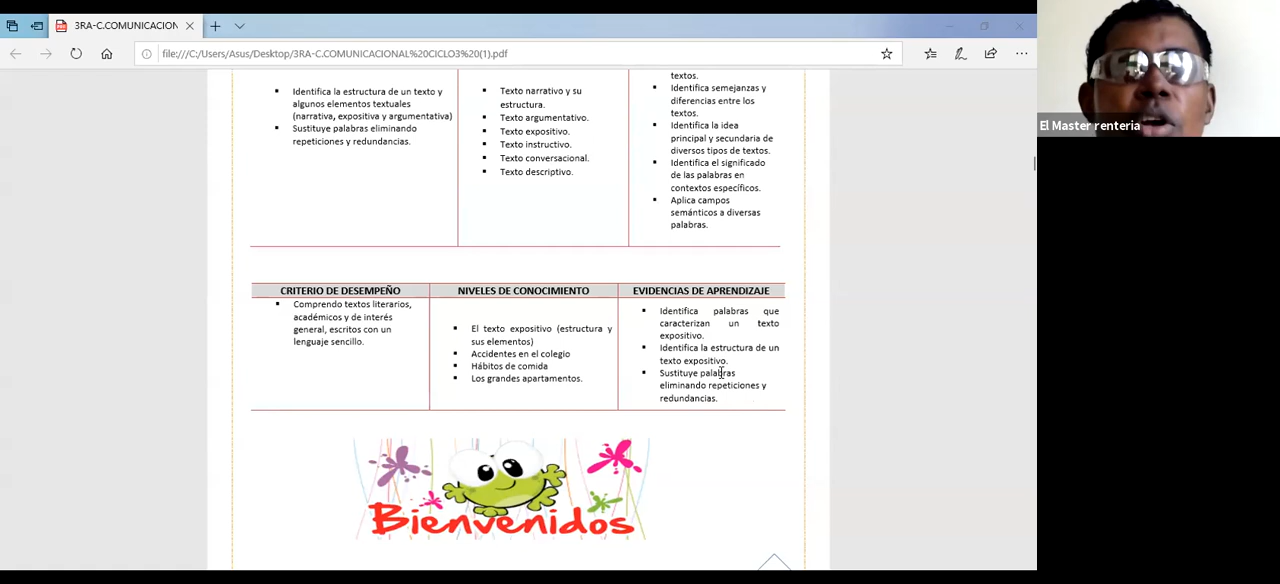 3RA-C.COMUNICACION
file:///C:/Users/Asus/Desktop/3RA-C.COMUNICACIONAL%20CICLO3%20(1).pdf
El Master renteria
Identifica la estructura de un texto y
algunos elementos textuales
(narrativa, expositiva y argumentativa)
Sustituye palabras eliminando
repeticiones y redundancias.
Texto narrativo y su
estructura.
Texto argumentativo.
Texto expositivo.
Texto instructivo.
Texto conversacional.
Texto descriptivo.
textos.
Identifica semejanzas y
diferencias entre los
textos.
Identifica la idea
principal y secundaria de
diversos tipos de textos.
Identifica el significado
de las palabras en
contextos específicos.
Aplica campos
semánticos a diversas
palabras.
CRITERIO DE DESEMPEÑO
NIVELES DE CONOCIMIENTO
EVIDENCIAS DE APRENDIZAJE
Comprendo textos literarios,
académicos y de interés
general, escritos con un
lenguaje sencillo.
El texto expositivo (estructura y
sus elementos)
Accidentes en el colegio
Hábitos de comida
Los grandes apartamentos.
Identifica palabras que
caracterizan un texto
expositivo.
Identifica la estructura de un
texto expositivo.
Sustituye palabras
eliminando repeticiones y
redundancias.
Bienvenidos